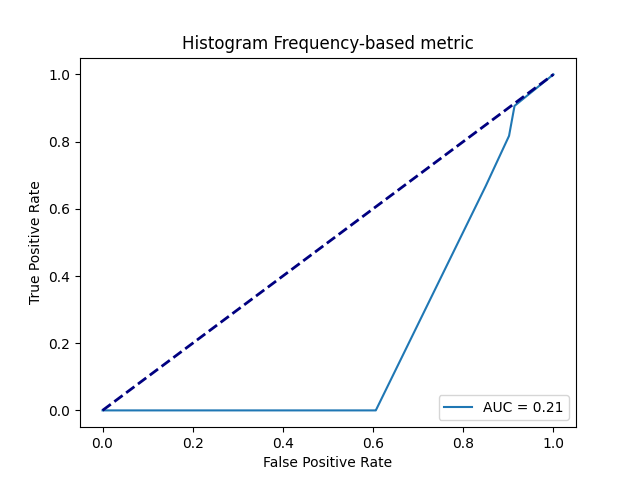 Histogram Frequency-based metric
1.0
0.8
0.6
0.4
0.2
0.0
True Positive Rate
AUC = 0.21
0.0 0.2 0.4 0.6 0.8 1.0
False Positive Rate